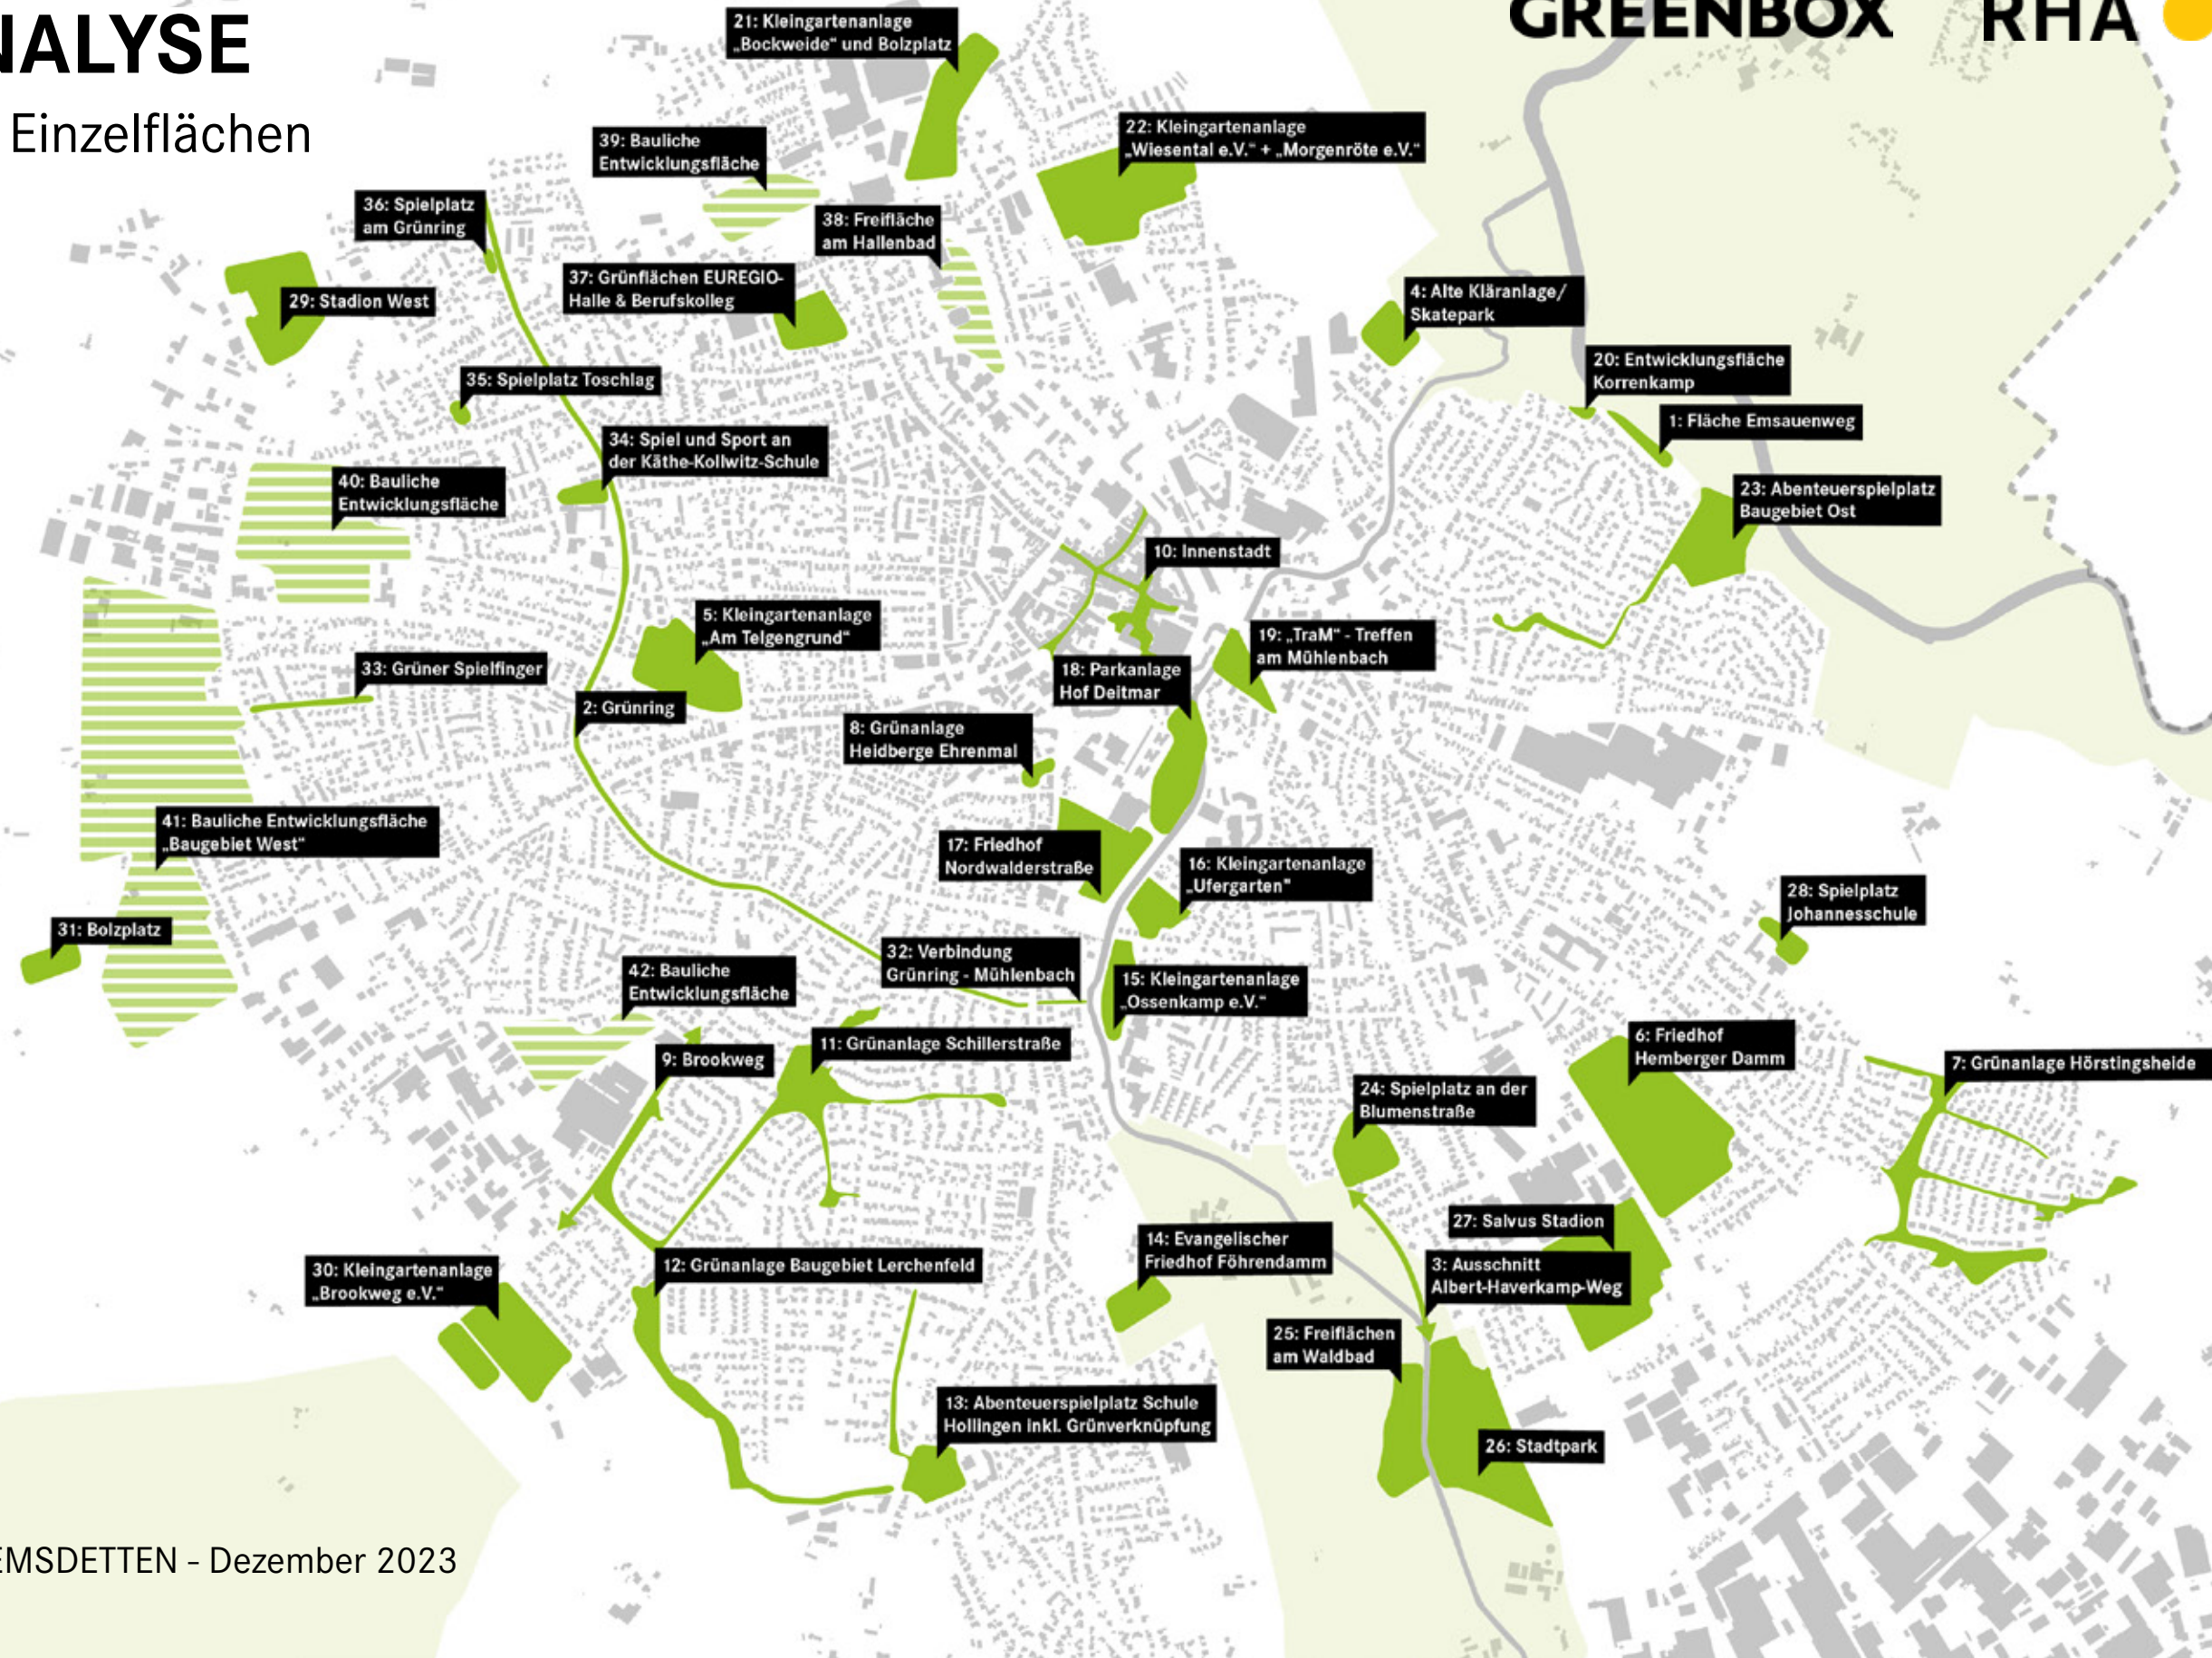 NALYSE
Einzelflächen
GREENBOX
RHA
21: Kleingartenanlage
„Bockweide“ und Bolzplatz
39: Bauliche
Entwicklungsfläche
22: Kleingartenanlage
„Wiesental e.V.“ + „Morgenröte e.V.“
36: Spielplatz
am Grünring
38: Freifläche
am Hallenbad
29: Stadion West
37: Grünflächen EUREGIO-
Halle & Berufskolleg
4: Alte Kläranlage/
Skatepark
20: Entwicklungsfläche
Korrenkamp
35: Spielplatz Toschlag
1: Fläche Emsauenweg
34: Spiel und Sport an
der Käthe-Kollwitz-Schule
40: Bauliche
Entwicklungsfläche
23: Abenteuerspielplatz
Baugebiet Ost
10: Innenstadt
5: Kleingartenanlage
„Am Telgengrund“
19: „TraM“ - Treffen
am Mühlenbach
33: Grüner Spielfinger
18: Parkanlage
Hof Deitmar
2: Grünring
8: Grünanlage
Heidberge Ehrenmal
41: Bauliche Entwicklungsfläche
„Baugebiet West“
17: Friedhof
Nordwalderstraße
16: Kleingartenanlage
„Ufergarten“
28: Spielplatz
Johannesschule
31: Bolzplatz
32: Verbindung
Grünring - Mühlenbach
42: Bauliche
Entwicklungsfläche
15: Kleingartenanlage
„Ossenkamp e.V.“
9: Brookweg
11: Grünanlage Schillerstraße
6: Friedhof
Hemberger Damm
7: Grünanlage Hörstingsheide
24: Spielplatz an der
Blumenstraße
27: Salvus Stadion
14: Evangelischer
Friedhof Föhrendamm
30: Kleingartenanlage
„Brookweg e.V.“
12: Grünanlage Baugebiet Lerchenfeld
3: Ausschnitt
Albert-Haverkamp-Weg
25: Freiflächen
am Waldbad
13: Abenteuerspielplatz Schule
Hollingen inkl. Grünverknüpfung
26: Stadtpark
EMSDETTEN - Dezember 2023